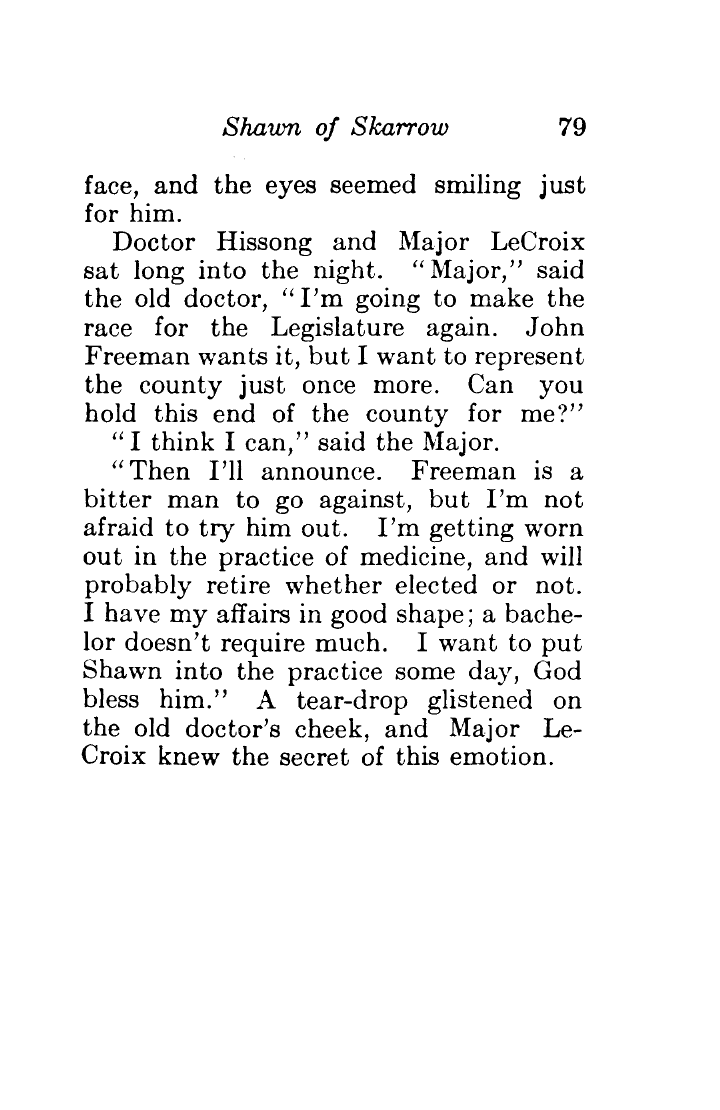 Shawn of Skarrow 79
face, and the eyes seemed smiling just
for him.
Doctor Hissong and Major LeCroix
sat long into the night. “Major,” said
the old doctor, “I'm going to make the
race for the Legislature again. John
Freeman wants it, but I want to represent
the county just once more. Can you
hold this end of the county for me?”
“I think I can,” said the Major.
“Then I'll announce. Freeman is a
bitter man to go against, but I'm not
afraid to try him out. I'm getting worn
out in the practice of medicine, and will
probably retire whether elected or not.
I have my affairs in good shape; a bache-
lor doesn't require much. I want to put
Shawn into the practice some day, God
bless him.” A tear-drop glistened on
the old doctor's cheek, and Major Le-
Croix knew the secret of this emotion.